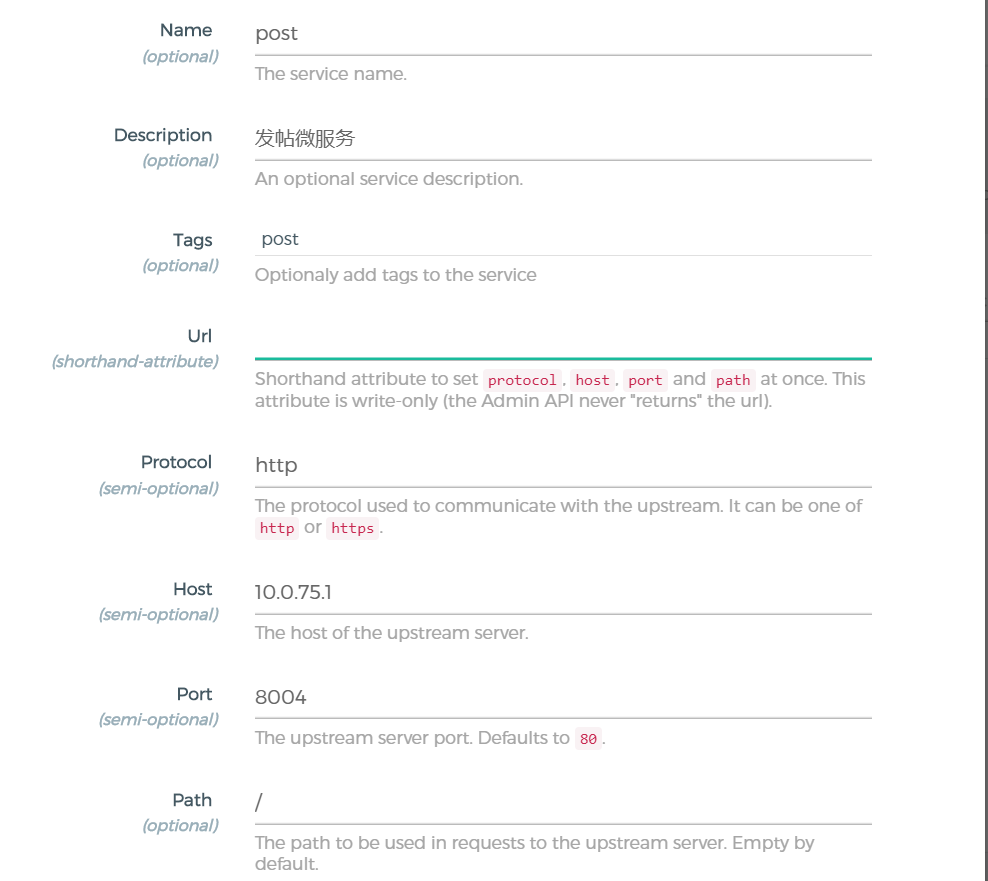 Name
post
(optional)
The service name.
Description
发帖微服务
(optional)
An optional service description.
Tags
post
(optional)
Optionaly add tags to the service
Url
(shorthand-attribute)
Shorthand attribute to set protocol, host, port and path at once. This
attribute is write-only (the Admin API never "returns" the url).
Protocol
http
(semi-optional)
The protocol used to communicate with the upstream. It can be one of
http or https.
Host
10.0.75.1
(semi-optional)
The host of the upstream server.
Port
8004
(semi-optional)
The upstream server port. Defaults to 80.
Path
/
(optional)
The path to be used in requests to the upstream server. Empty by
default.